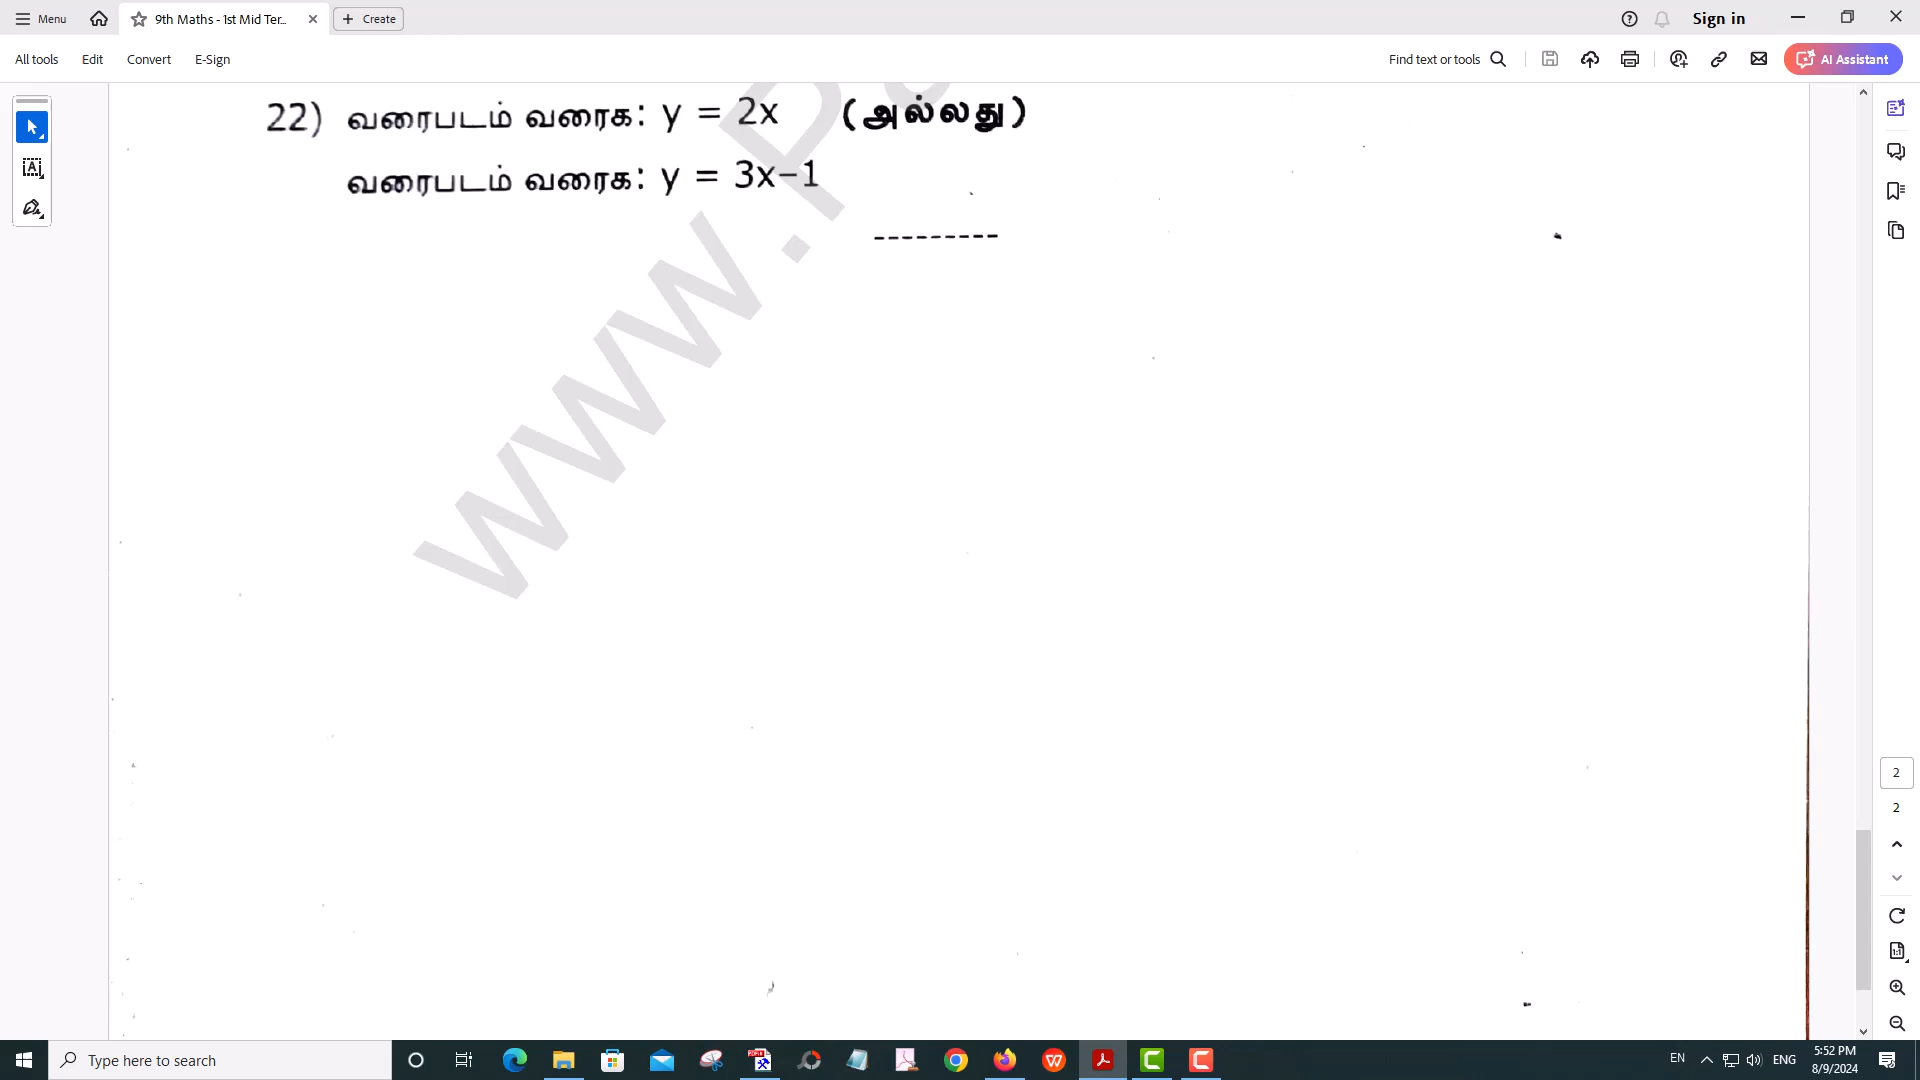 Menu
9th Maths - 1st Mid Ter...
Create
Sign in
All tools
Edit
Convert
E-Sign
Find text or tools
AI Assistant
22) வரைபடம் வரைக: y = 2x (அல்லது)
வரைபடம் வரைக: y = 3x-1
---------
www.P
2
2
Type here to search
EN
ENG
5:52 PM
8/9/2024